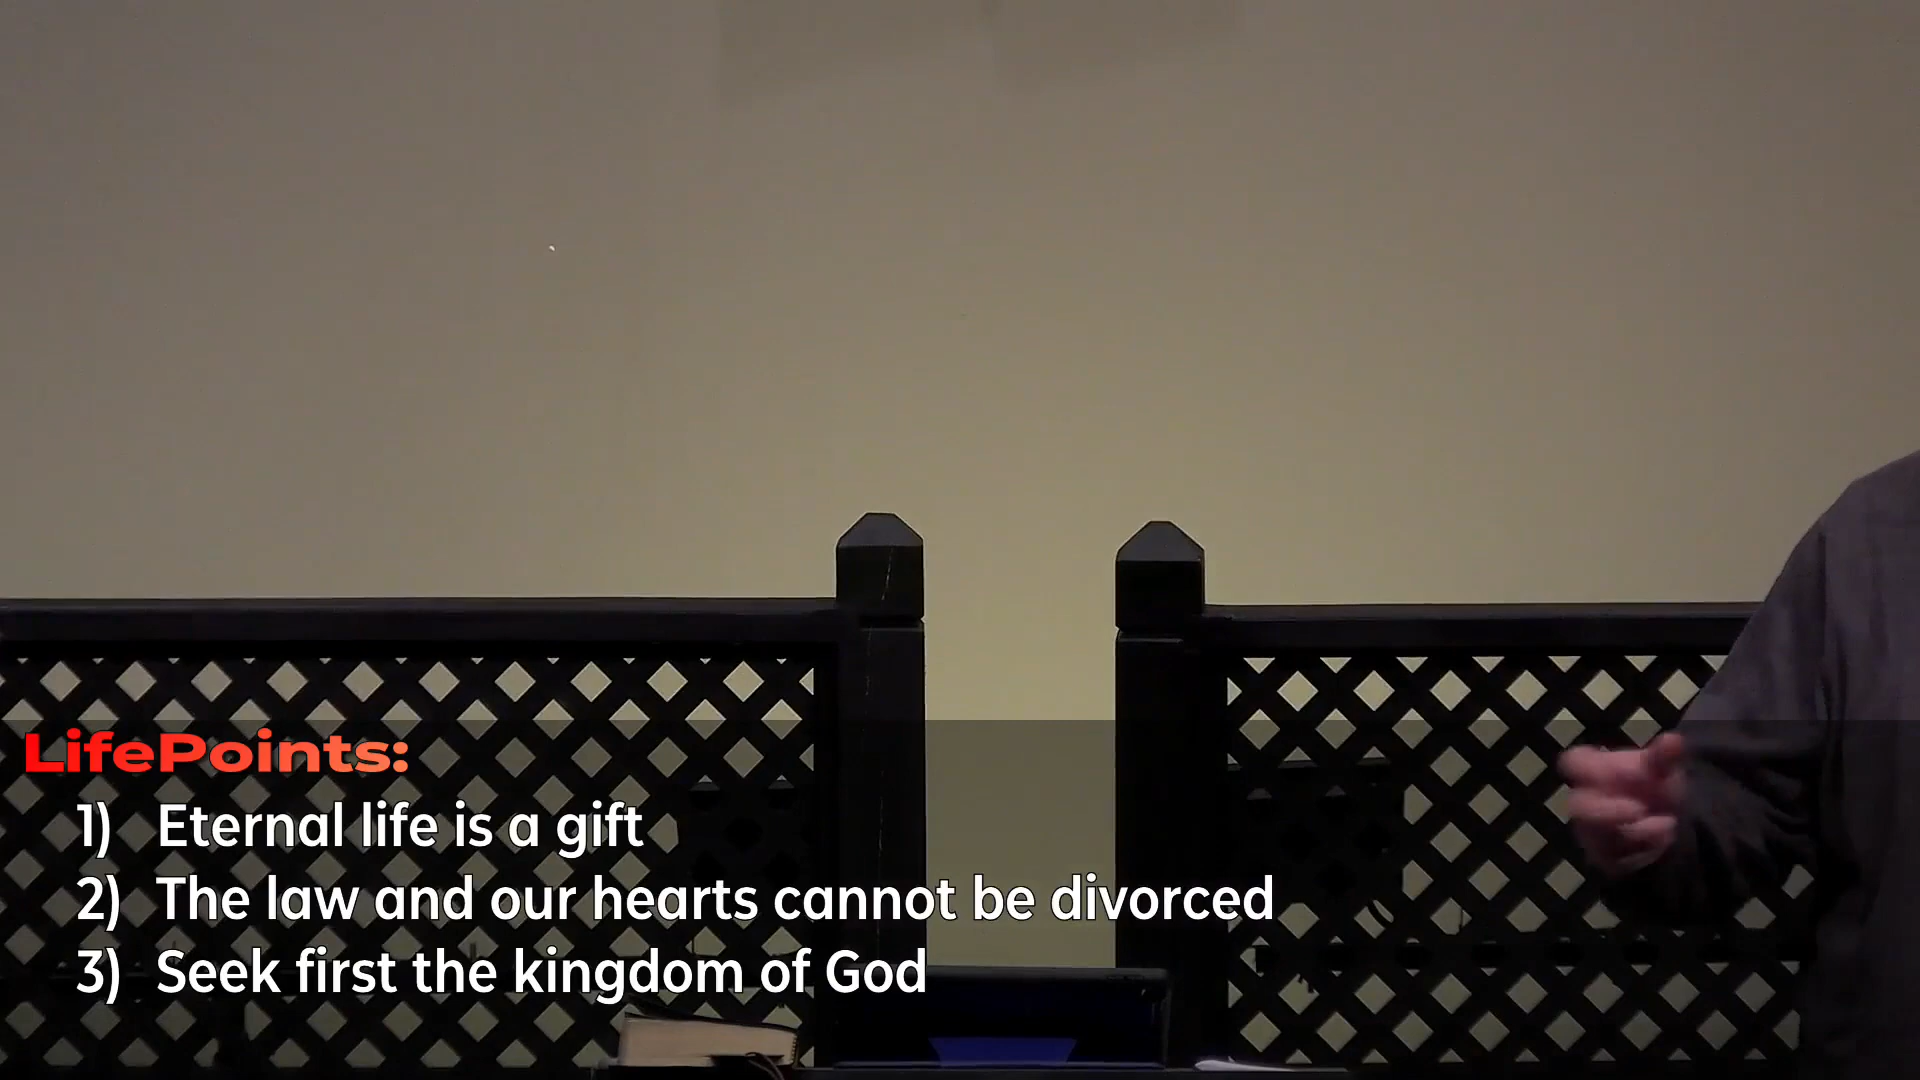 LifePoints:
1) Eternal life is a gift
2) The law and our hearts cannot be divorced
3) Seek first the kingdom of God